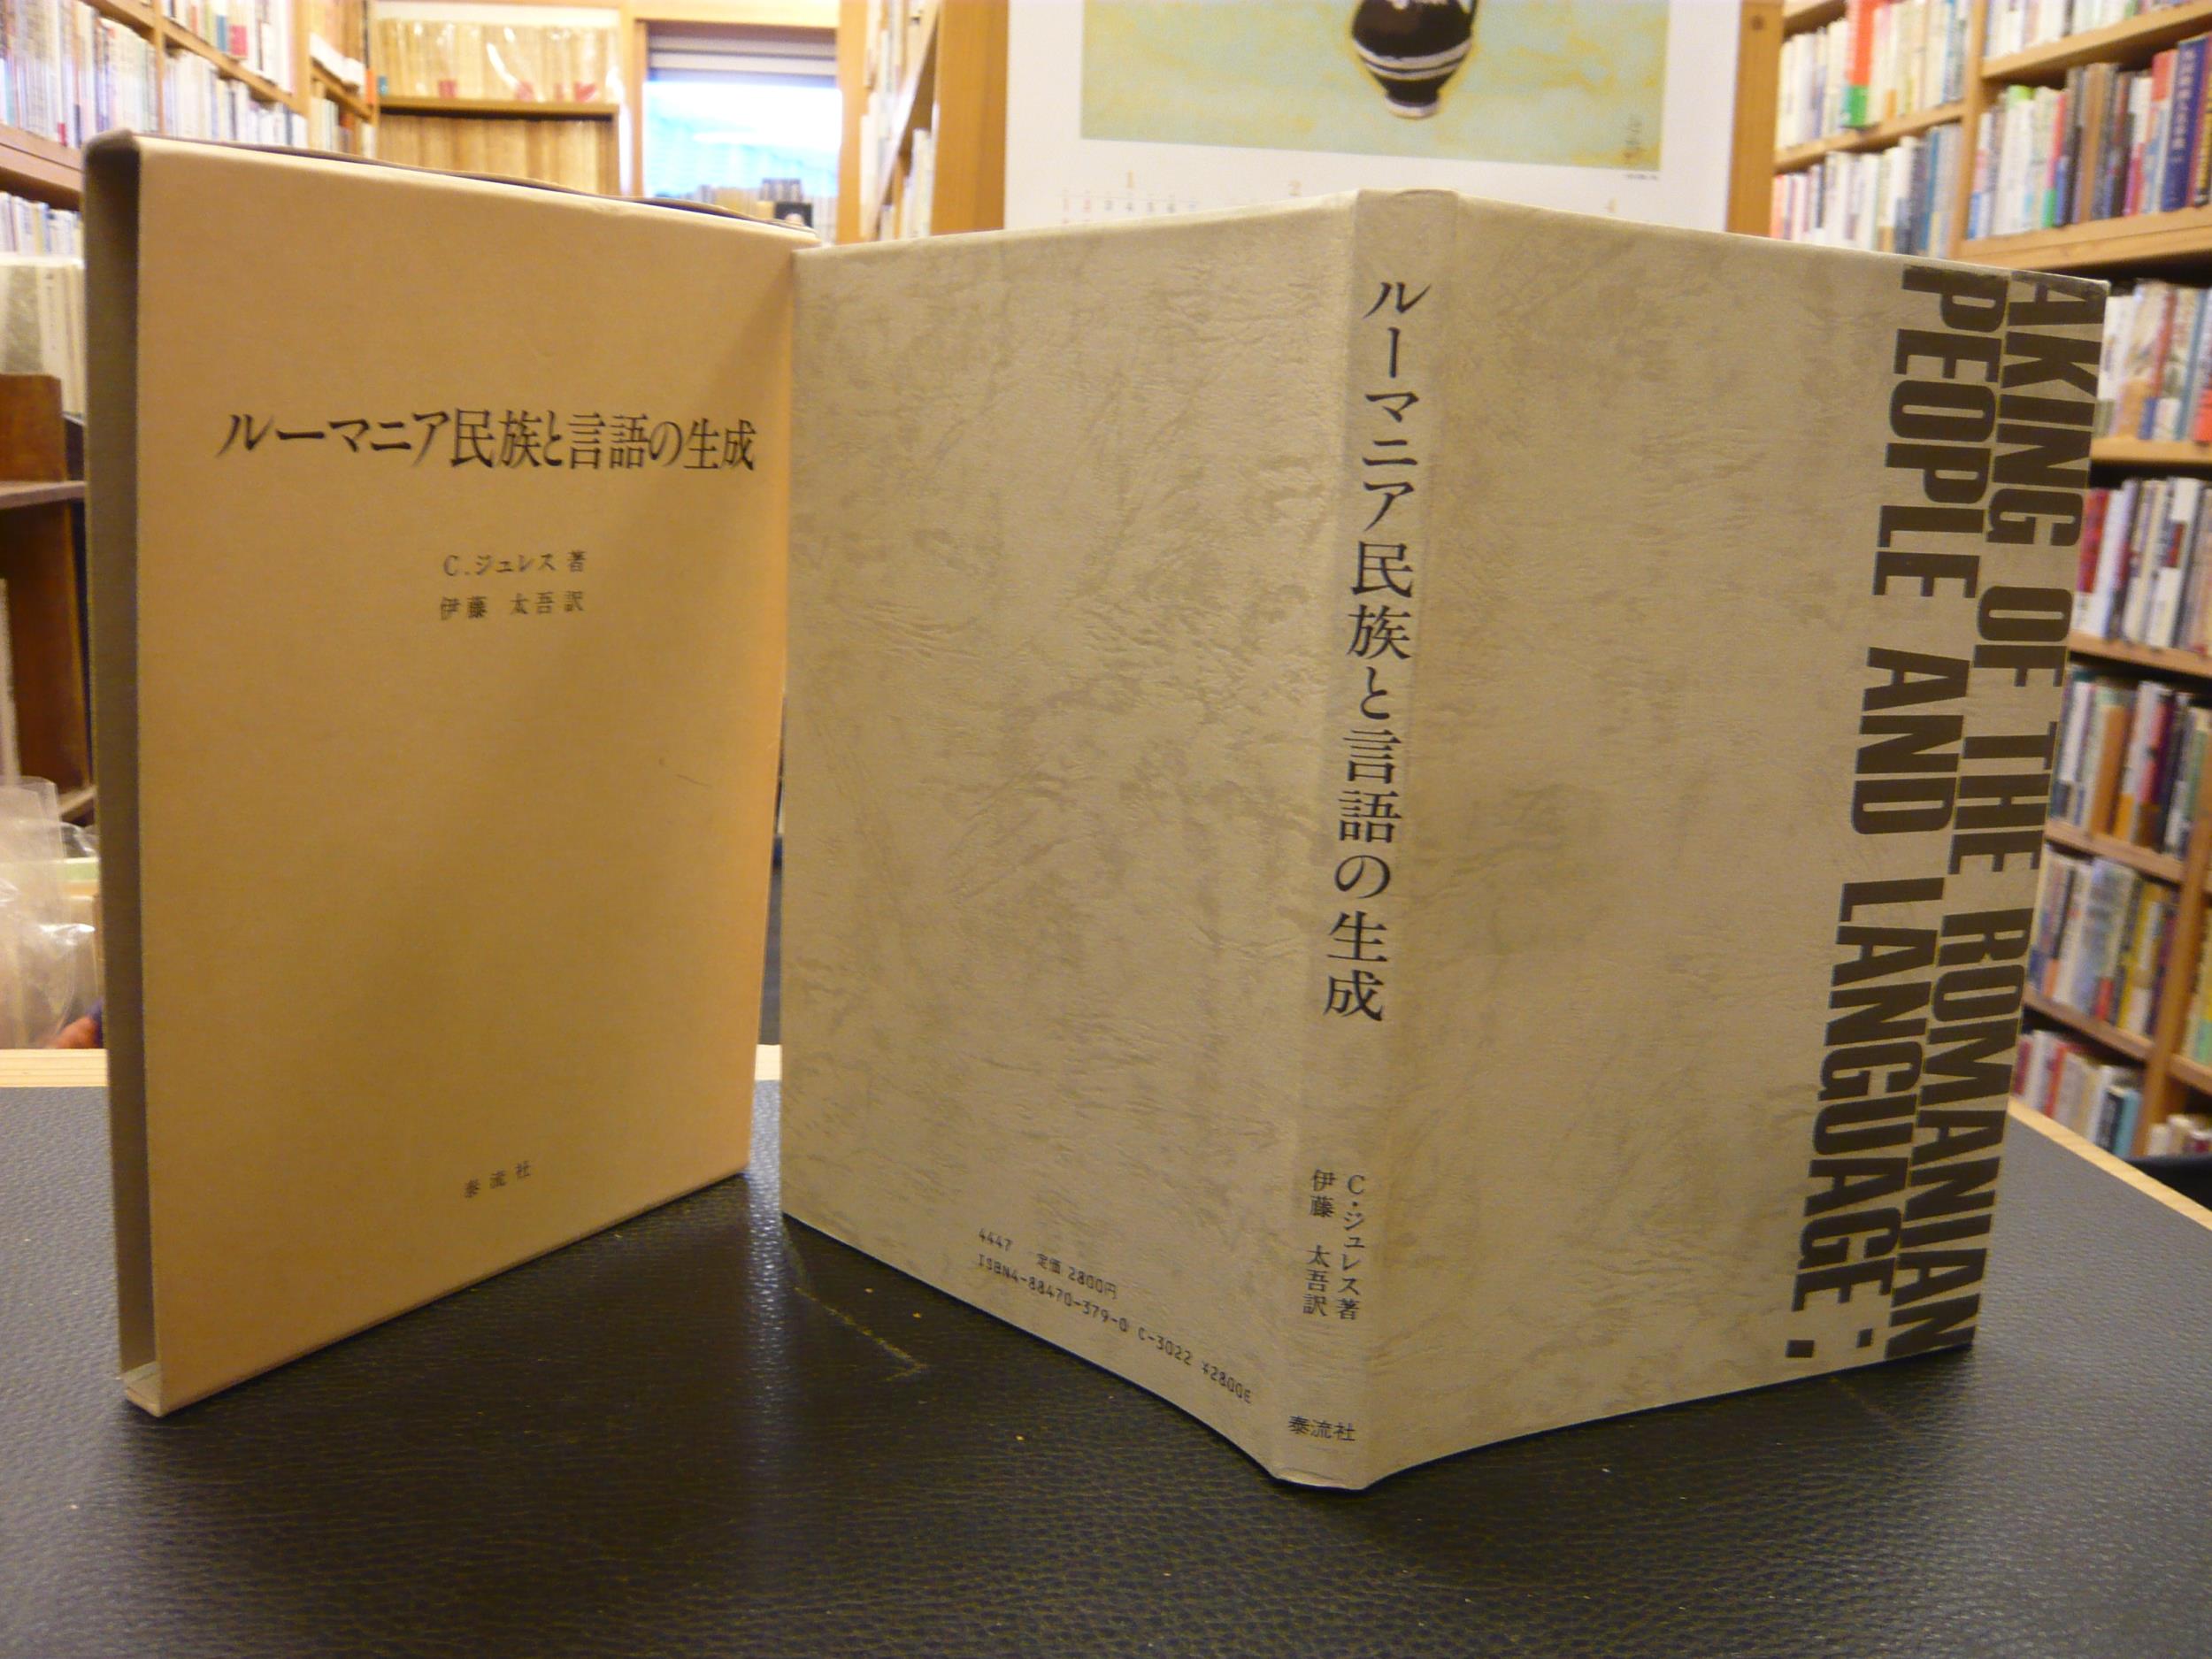 ルーマニア民族と言語の生成
C.ジュレス著
伊藤 太吾訳
泰流社
ルーマニア民族と言語の生成
C・ジュレス著
伊藤 太吾訳
泰流社
4447 定価 2800円
ISBN4-88470-379-0 C-3022 ¥2800E
AKING OF THE ROMANIAN
PEOPLE AND LANGUAGE:
1
2
4